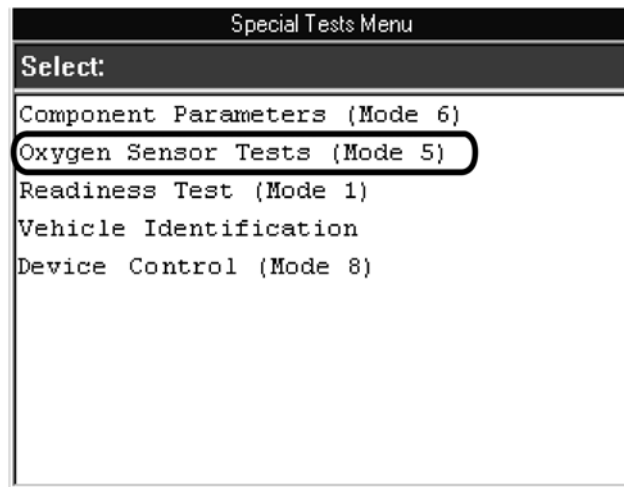 Special Tests Menu
Select:
Component Parameters (Mode 6)
Oxygen Sensor Tests (Mode 5)
Readiness Test (Mode 1)
Vehicle Identification
Device Control (Mode 8)